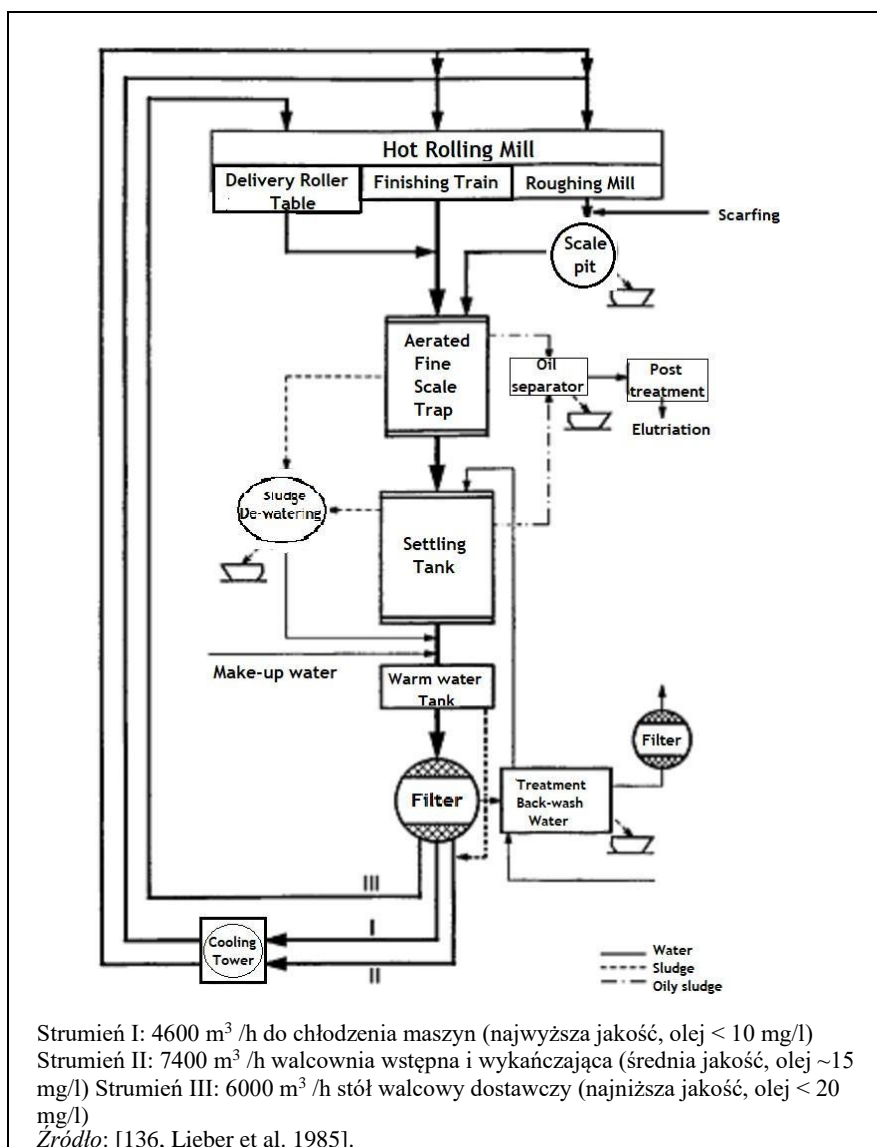 Hot Rolling Mill
Delivery Roller
Table
Finishing Train
Roughing Mill
Scarfing
Scale
pit
Aerated
Fine
Scale
Trap
Oil
separator
Post
treatment
Elutriation
Sludge
De-watering
Settling
Tank
Make-up water
Warm water
Tank
Filter
Filter
Treatment
Back-wash
Water
III
I
II
Cooling
Tower
Water
Sludge
Oily sludge
Strumień I: 4600 m³ /h do chłodzenia maszyn (najwyższa jakość, olej < 10 mg/l)
Strumień II: 7400 m³ /h walcownia wstępna i wykańczająca (średnia jakość, olej ~15
mg/l) Strumień III: 6000 m³ /h stół walcowy dostawczy (najniższa jakość, olej < 20
mg/l)
Źródło: [136, Lieber et al. 1985].